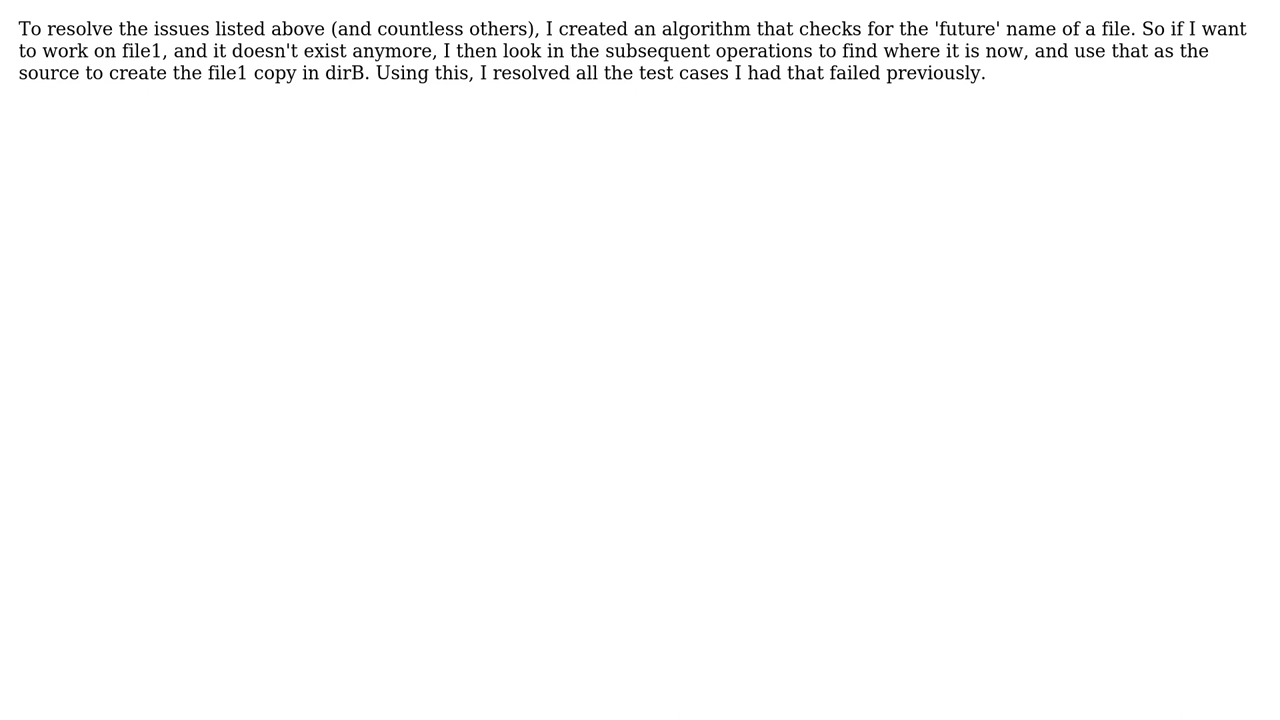 To resolve the issues listed above (and countless others), I created an algorithm that checks for the 'future' name of a file. So if I want
to work on file1, and it doesn't exist anymore, I then look in the subsequent operations to find where it is now, and use that as the
source to create the file1 copy in dirB. Using this, I resolved all the test cases I had that failed previously.